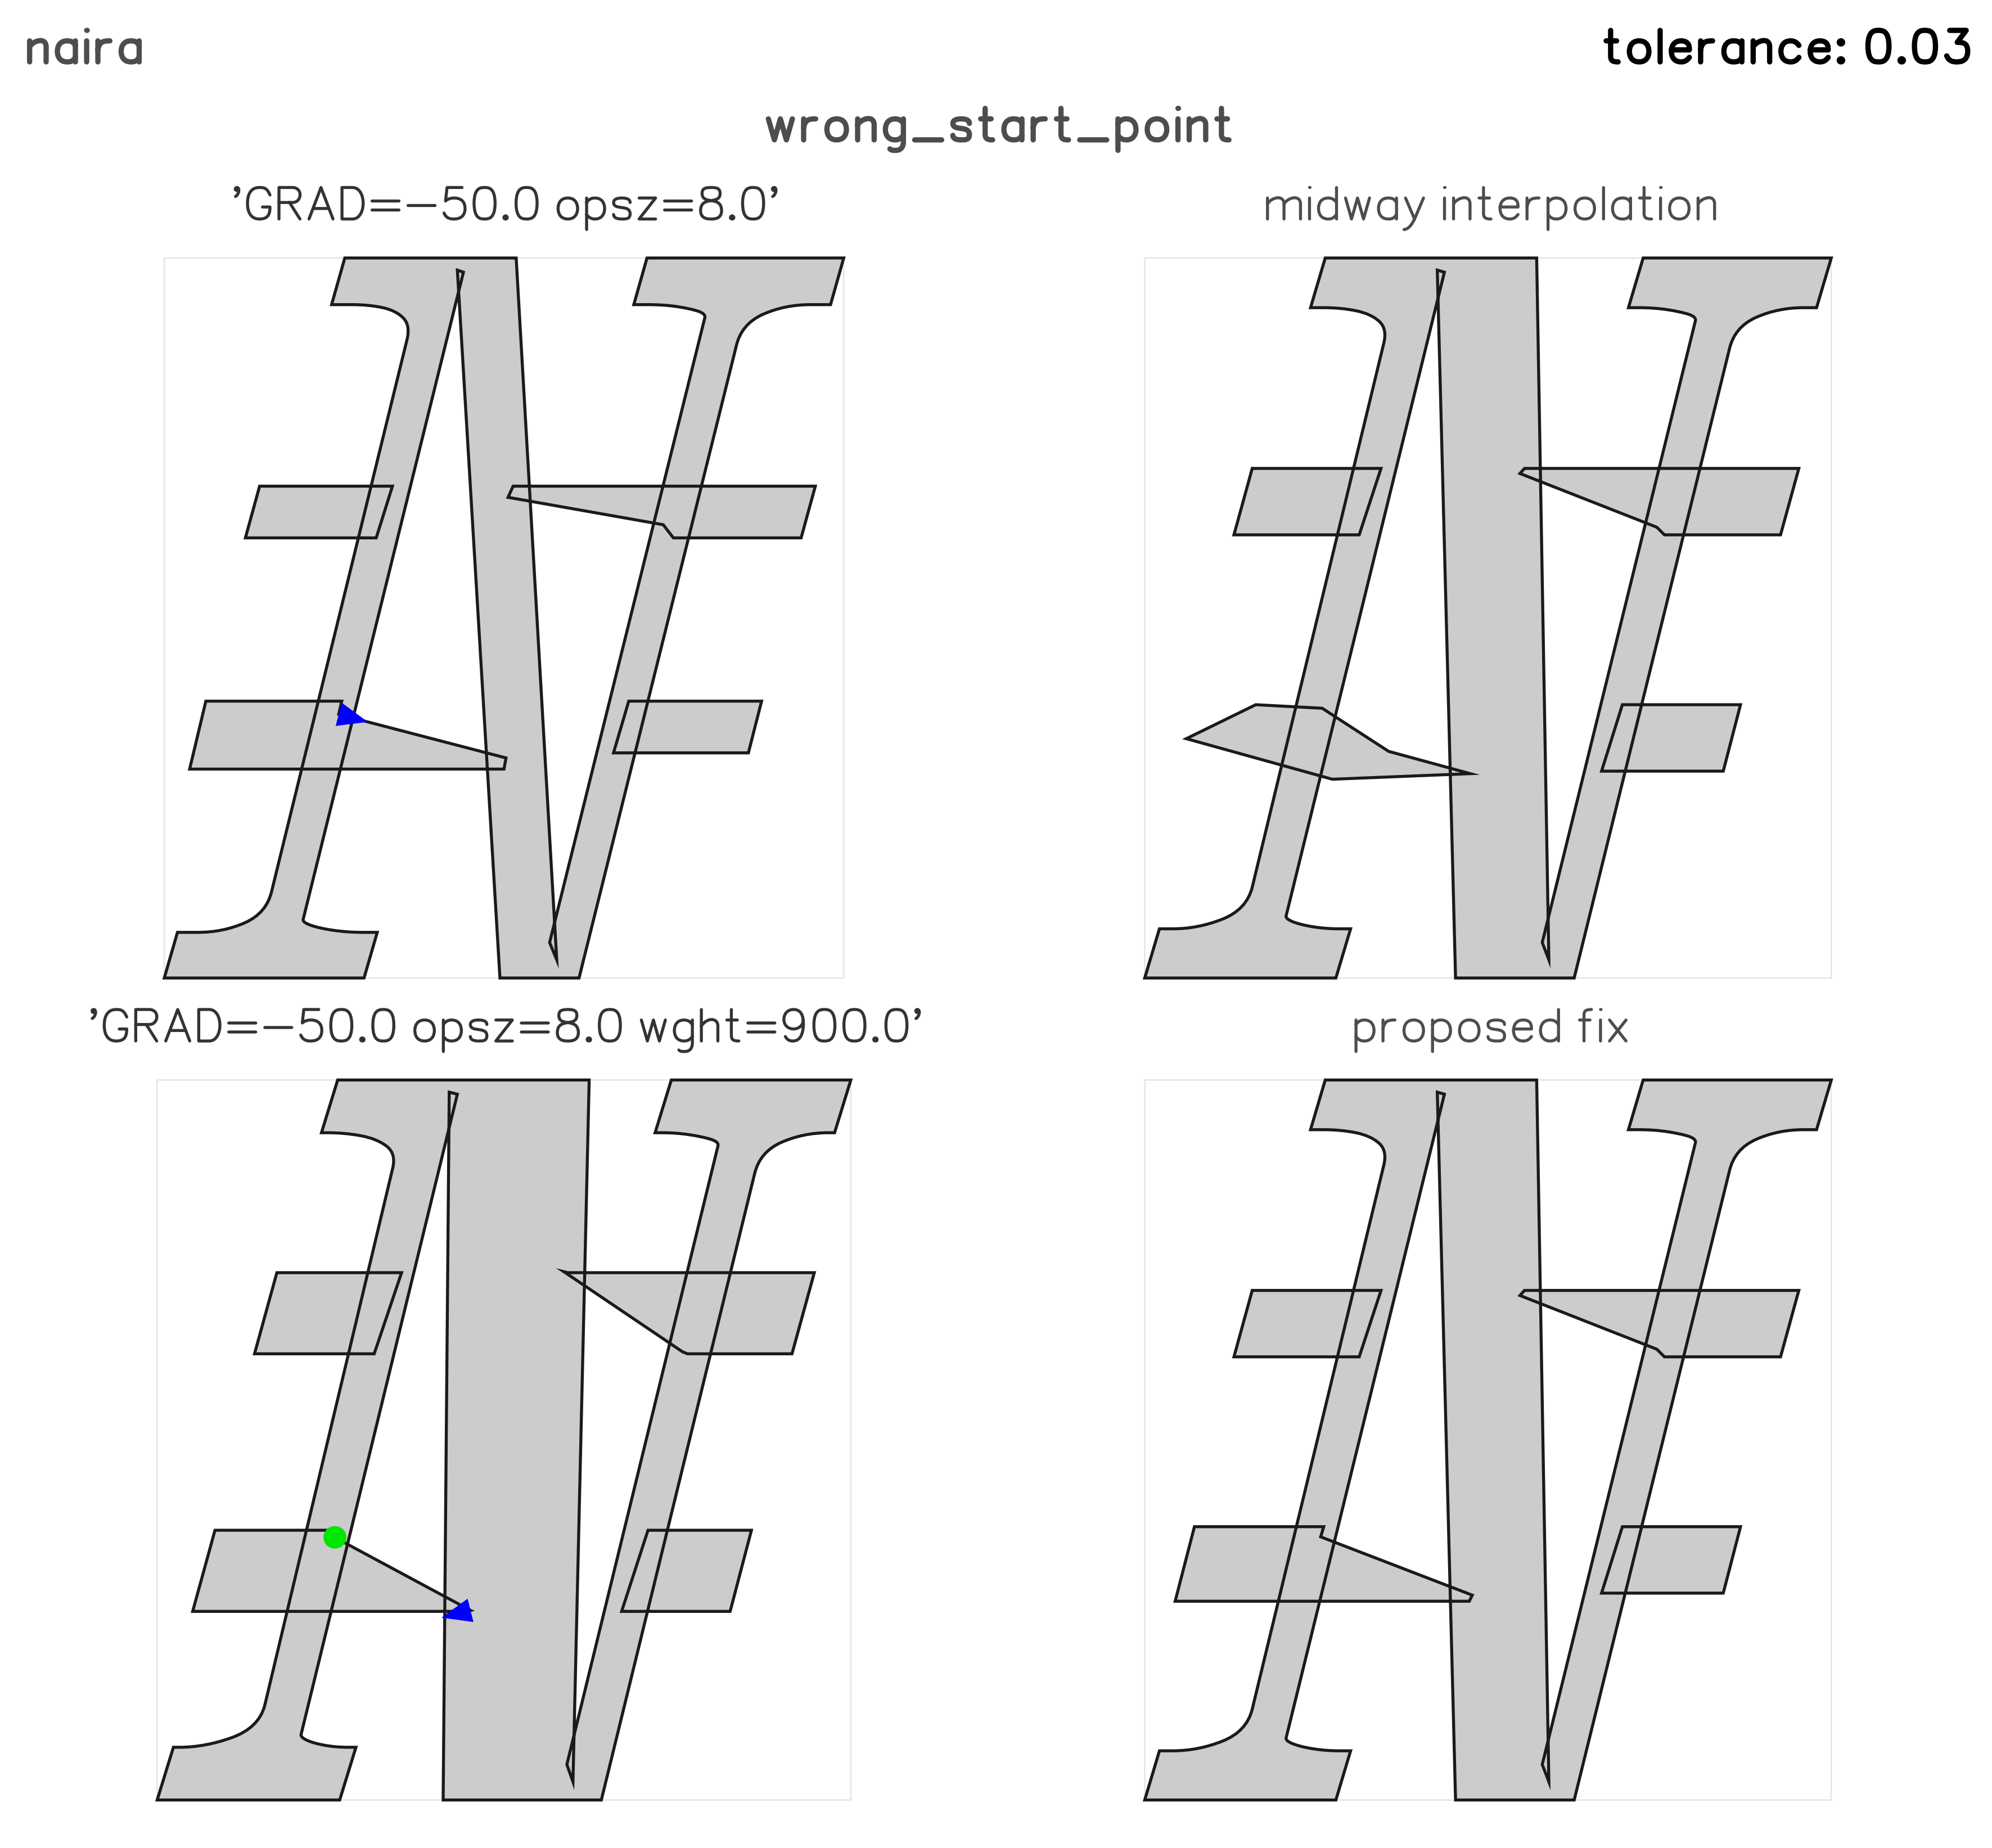 naira
tolerance: 0.03
wrong_start_point
'GRAD=-50.0 opsz=8.0'
midway interpolation
'GRAD=-50.0 opsz=8.0 wght=900.0'
proposed fix